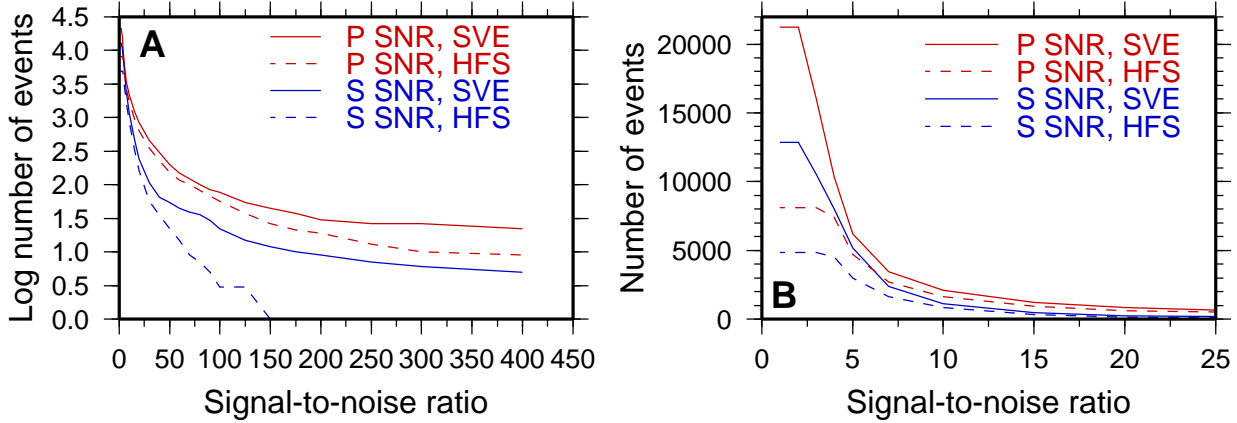 4.5
4.0
3.5
3.0
2.5
2.0
1.5
1.0
0.5
0.0
Log number of events
A
P SNR, SVE
P SNR, HFS
S SNR, SVE
S SNR, HFS
0 50 100 150 200 250 300 350 400 450
Signal-to-noise ratio
20000
15000
10000
5000
0
Number of events
P SNR, SVE
P SNR, HFS
S SNR, SVE
S SNR, HFS
B
0 5 10 15 20 25
Signal-to-noise ratio